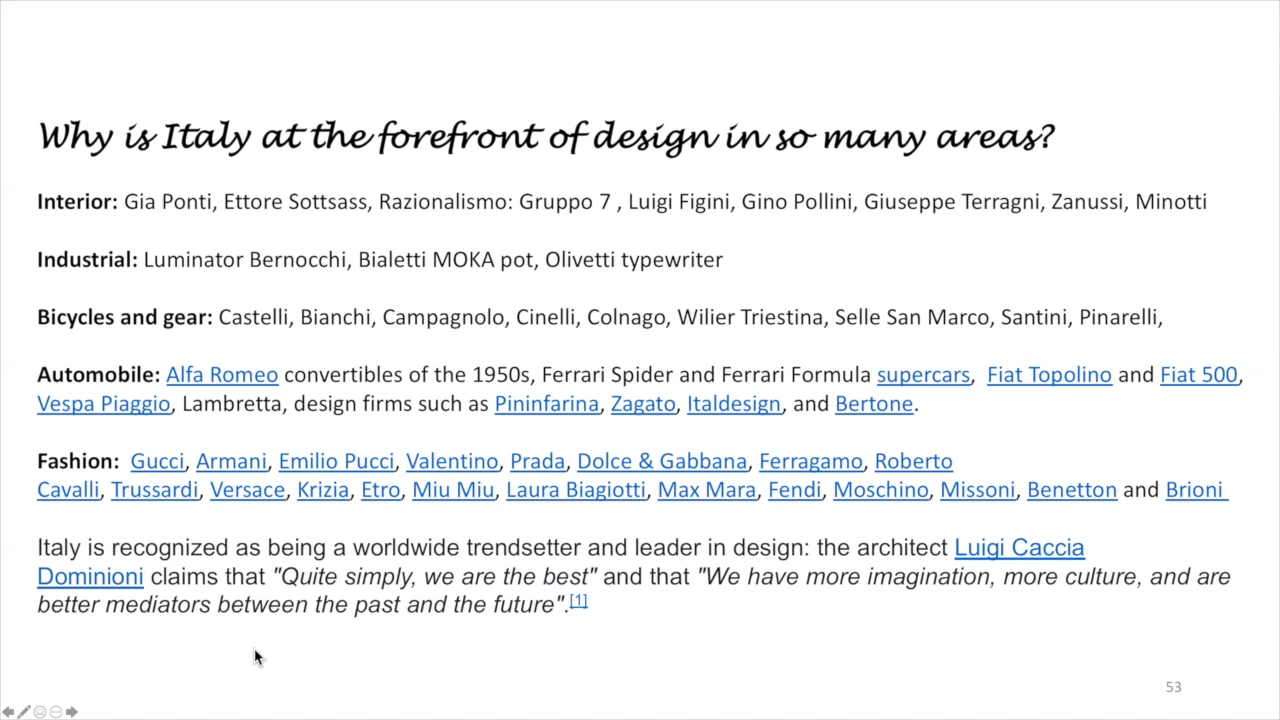 Why is Italy at the forefront of design in so many areas?
Interior: Gia Ponti, Ettore Sottsass, Razionalismo: Gruppo 7 , Luigi Figini, Gino Pollini, Giuseppe Terragni, Zanussi, Minotti
Industrial: Luminator Bernocchi, Bialetti MOKA pot, Olivetti typewriter
Bicycles and gear: Castelli, Bianchi, Campagnolo, Cinelli, Colnago, Wilier Triestina, Selle San Marco, Santini, Pinarelli,
Automobile: Alfa Romeo convertibles of the 1950s, Ferrari Spider and Ferrari Formula supercars, Fiat Topolino and Fiat 500,
Vespa Piaggio, Lambretta, design firms such as Pininfarina, Zagato, Italdesign, and Bertone.
Fashion: Gucci, Armani, Emilio Pucci, Valentino, Prada, Dolce & Gabbana, Ferragamo, Roberto
Cavalli, Trussardi, Versace, Krizia, Etro, Miu Miu, Laura Biagiotti, Max Mara, Fendi, Moschino, Missoni, Benetton and Brioni
Italy is recognized as being a worldwide trendsetter and leader in design: the architect Luigi Caccia
Dominioni claims that "Quite simply, we are the best" and that "We have more imagination, more culture, and are
better mediators between the past and the future".[1]
53